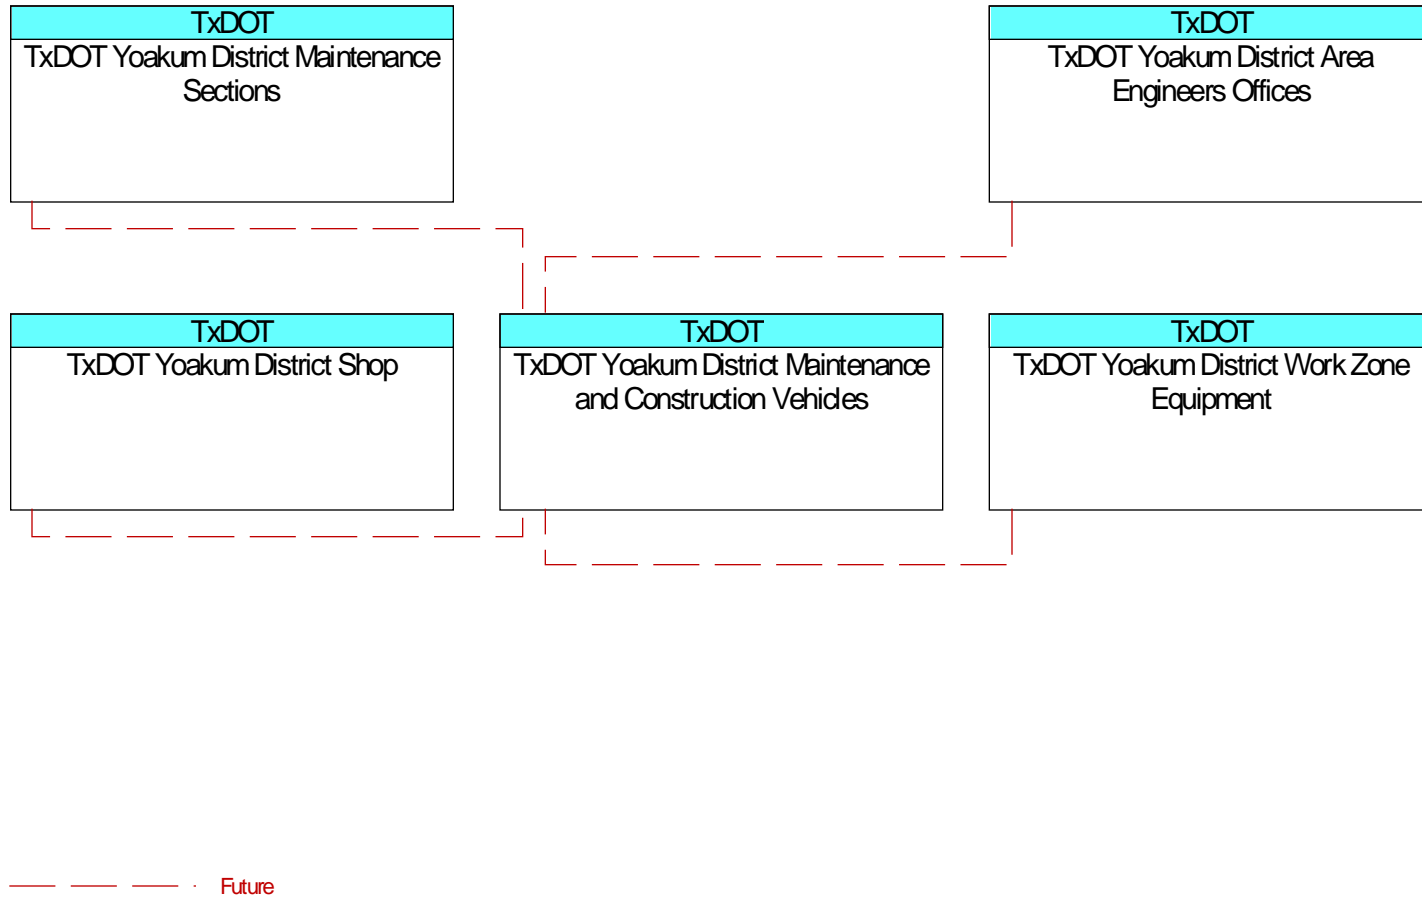 TxDOT
TxDOT Yoakum District Maintenance
Sections
TxDOT
TxDOT Yoakum District Area
Engineers Offices
TxDOT
TxDOT Yoakum District Shop
TxDOT
TxDOT Yoakum District Maintenance
and Construction Vehicles
TxDOT
TxDOT Yoakum District Work Zone
Equipment
Future